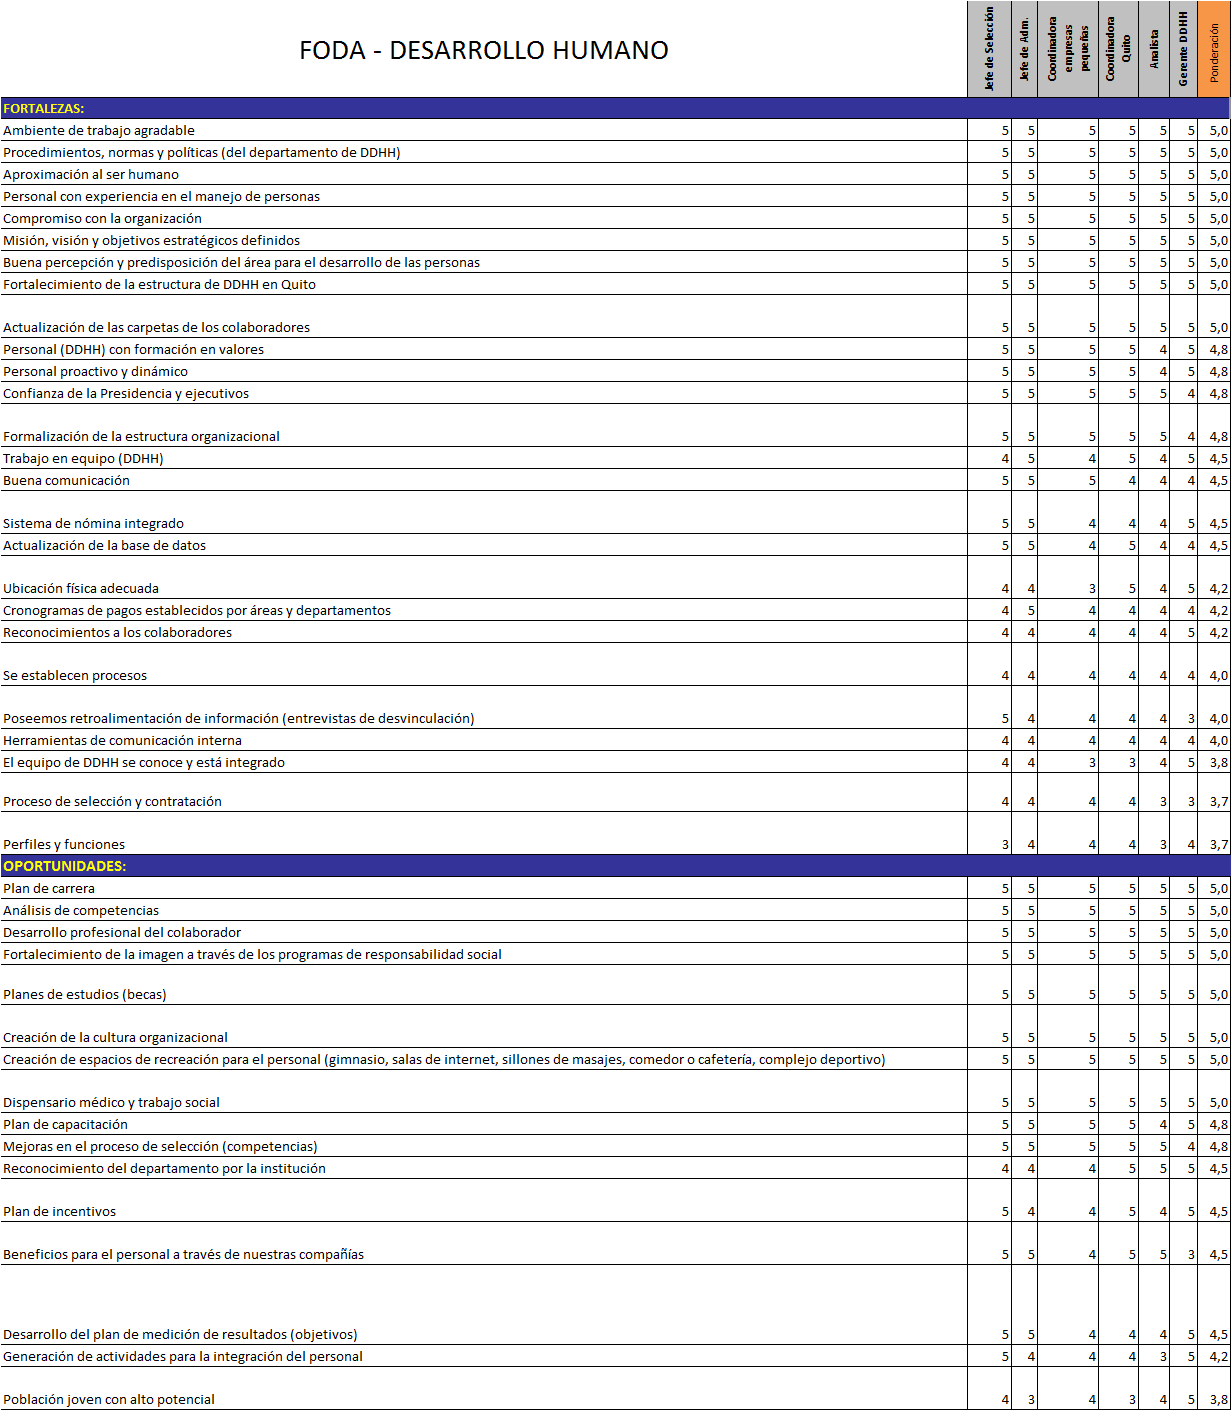 FODA - DESARROLLO HUMANO
Jefe de Selección
Jefe de Adm.
Coordinadora
empresas
pequeñas
Coordinadora
Quito
Analista
Gerente DDHH
Ponderación
FORTALEZAS:
Ambiente de trabajo agradable 5 5 5 5 5 5 5,0
Procedimientos, normas y políticas (del departamento de DDHH) 5 5 5 5 5 5 5,0
Aproximación al ser humano 5 5 5 5 5 5 5,0
Personal con experiencia en el manejo de personas 5 5 5 5 5 5 5,0
Compromiso con la organización 5 5 5 5 5 5 5,0
Misión, visión y objetivos estratégicos definidos 5 5 5 5 5 5 5,0
Buena percepción y predisposición del área para el desarrollo de las personas 5 5 5 5 5 5 5,0
Fortalecimiento de la estructura de DDHH en Quito 5 5 5 5 5 5 5,0
Actualización de las carpetas de los colaboradores 5 5 5 5 5 5 5,0
Personal (DDHH) con formación en valores 5 5 5 5 4 5 4,8
Personal proactivo y dinámico 5 5 5 5 4 5 4,8
Confianza de la Presidencia y ejecutivos 5 5 5 5 5 4 4,8
Formalización de la estructura organizacional 5 5 5 5 5 4 4,8
Trabajo en equipo (DDHH) 4 5 4 5 4 5 4,5
Buena comunicación 5 5 5 4 4 4 4,5
Sistema de nómina integrado 5 5 4 4 4 5 4,5
Actualización de la base de datos 5 5 4 5 4 4 4,5
Ubicación física adecuada 4 4 3 5 4 5 4,2
Cronogramas de pagos establecidos por áreas y departamentos 4 5 4 4 4 4 4,2
Reconocimientos a los colaboradores 4 4 4 4 4 5 4,2
Se establecen procesos 4 4 4 4 4 4 4,0
Poseemos retroalimentación de información (entrevistas de desvinculación) 5 4 4 4 4 3 4,0
Herramientas de comunicación interna 4 4 4 4 4 4 4,0
El equipo de DDHH se conoce y está integrado 4 4 3 3 4 5 3,8
Proceso de selección y contratación 4 4 4 4 3 3 3,7
Perfiles y funciones 3 4 4 4 3 4 3,7
OPORTUNIDADES:
Plan de carrera 5 5 5 5 5 5 5,0
Análisis de competencias 5 5 5 5 5 5 5,0
Desarrollo profesional del colaborador 5 5 5 5 5 5 5,0
Fortalecimiento de la imagen a través de los programas de responsabilidad social 5 5 5 5 5 5 5,0
Planes de estudios (becas) 5 5 5 5 5 5 5,0
Creación de la cultura organizacional 5 5 5 5 5 5 5,0
Creación de espacios de recreación para el personal (gimnasio, salas de internet, sillones de masajes, comedor o cafetería, complejo deportivo) 5 5 5 5 5 5 5,0
Dispensario médico y trabajo social 5 5 5 5 5 5 5,0
Plan de capacitación 5 5 5 5 4 5 4,8
Mejoras en el proceso de selección (competencias) 5 5 5 5 5 4 4,8
Reconocimiento del departamento por la institución 4 4 4 5 5 5 4,5
Plan de incentivos 5 4 4 5 4 5 4,5
Beneficios para el personal a través de nuestras compañías 5 5 4 5 5 3 4,5
Desarrollo del plan de medición de resultados (objetivos) 5 5 4 4 4 5 4,5
Generación de actividades para la integración del personal 5 4 4 4 3 5 4,2
Población joven con alto potencial 4 3 4 3 4 5 3,8